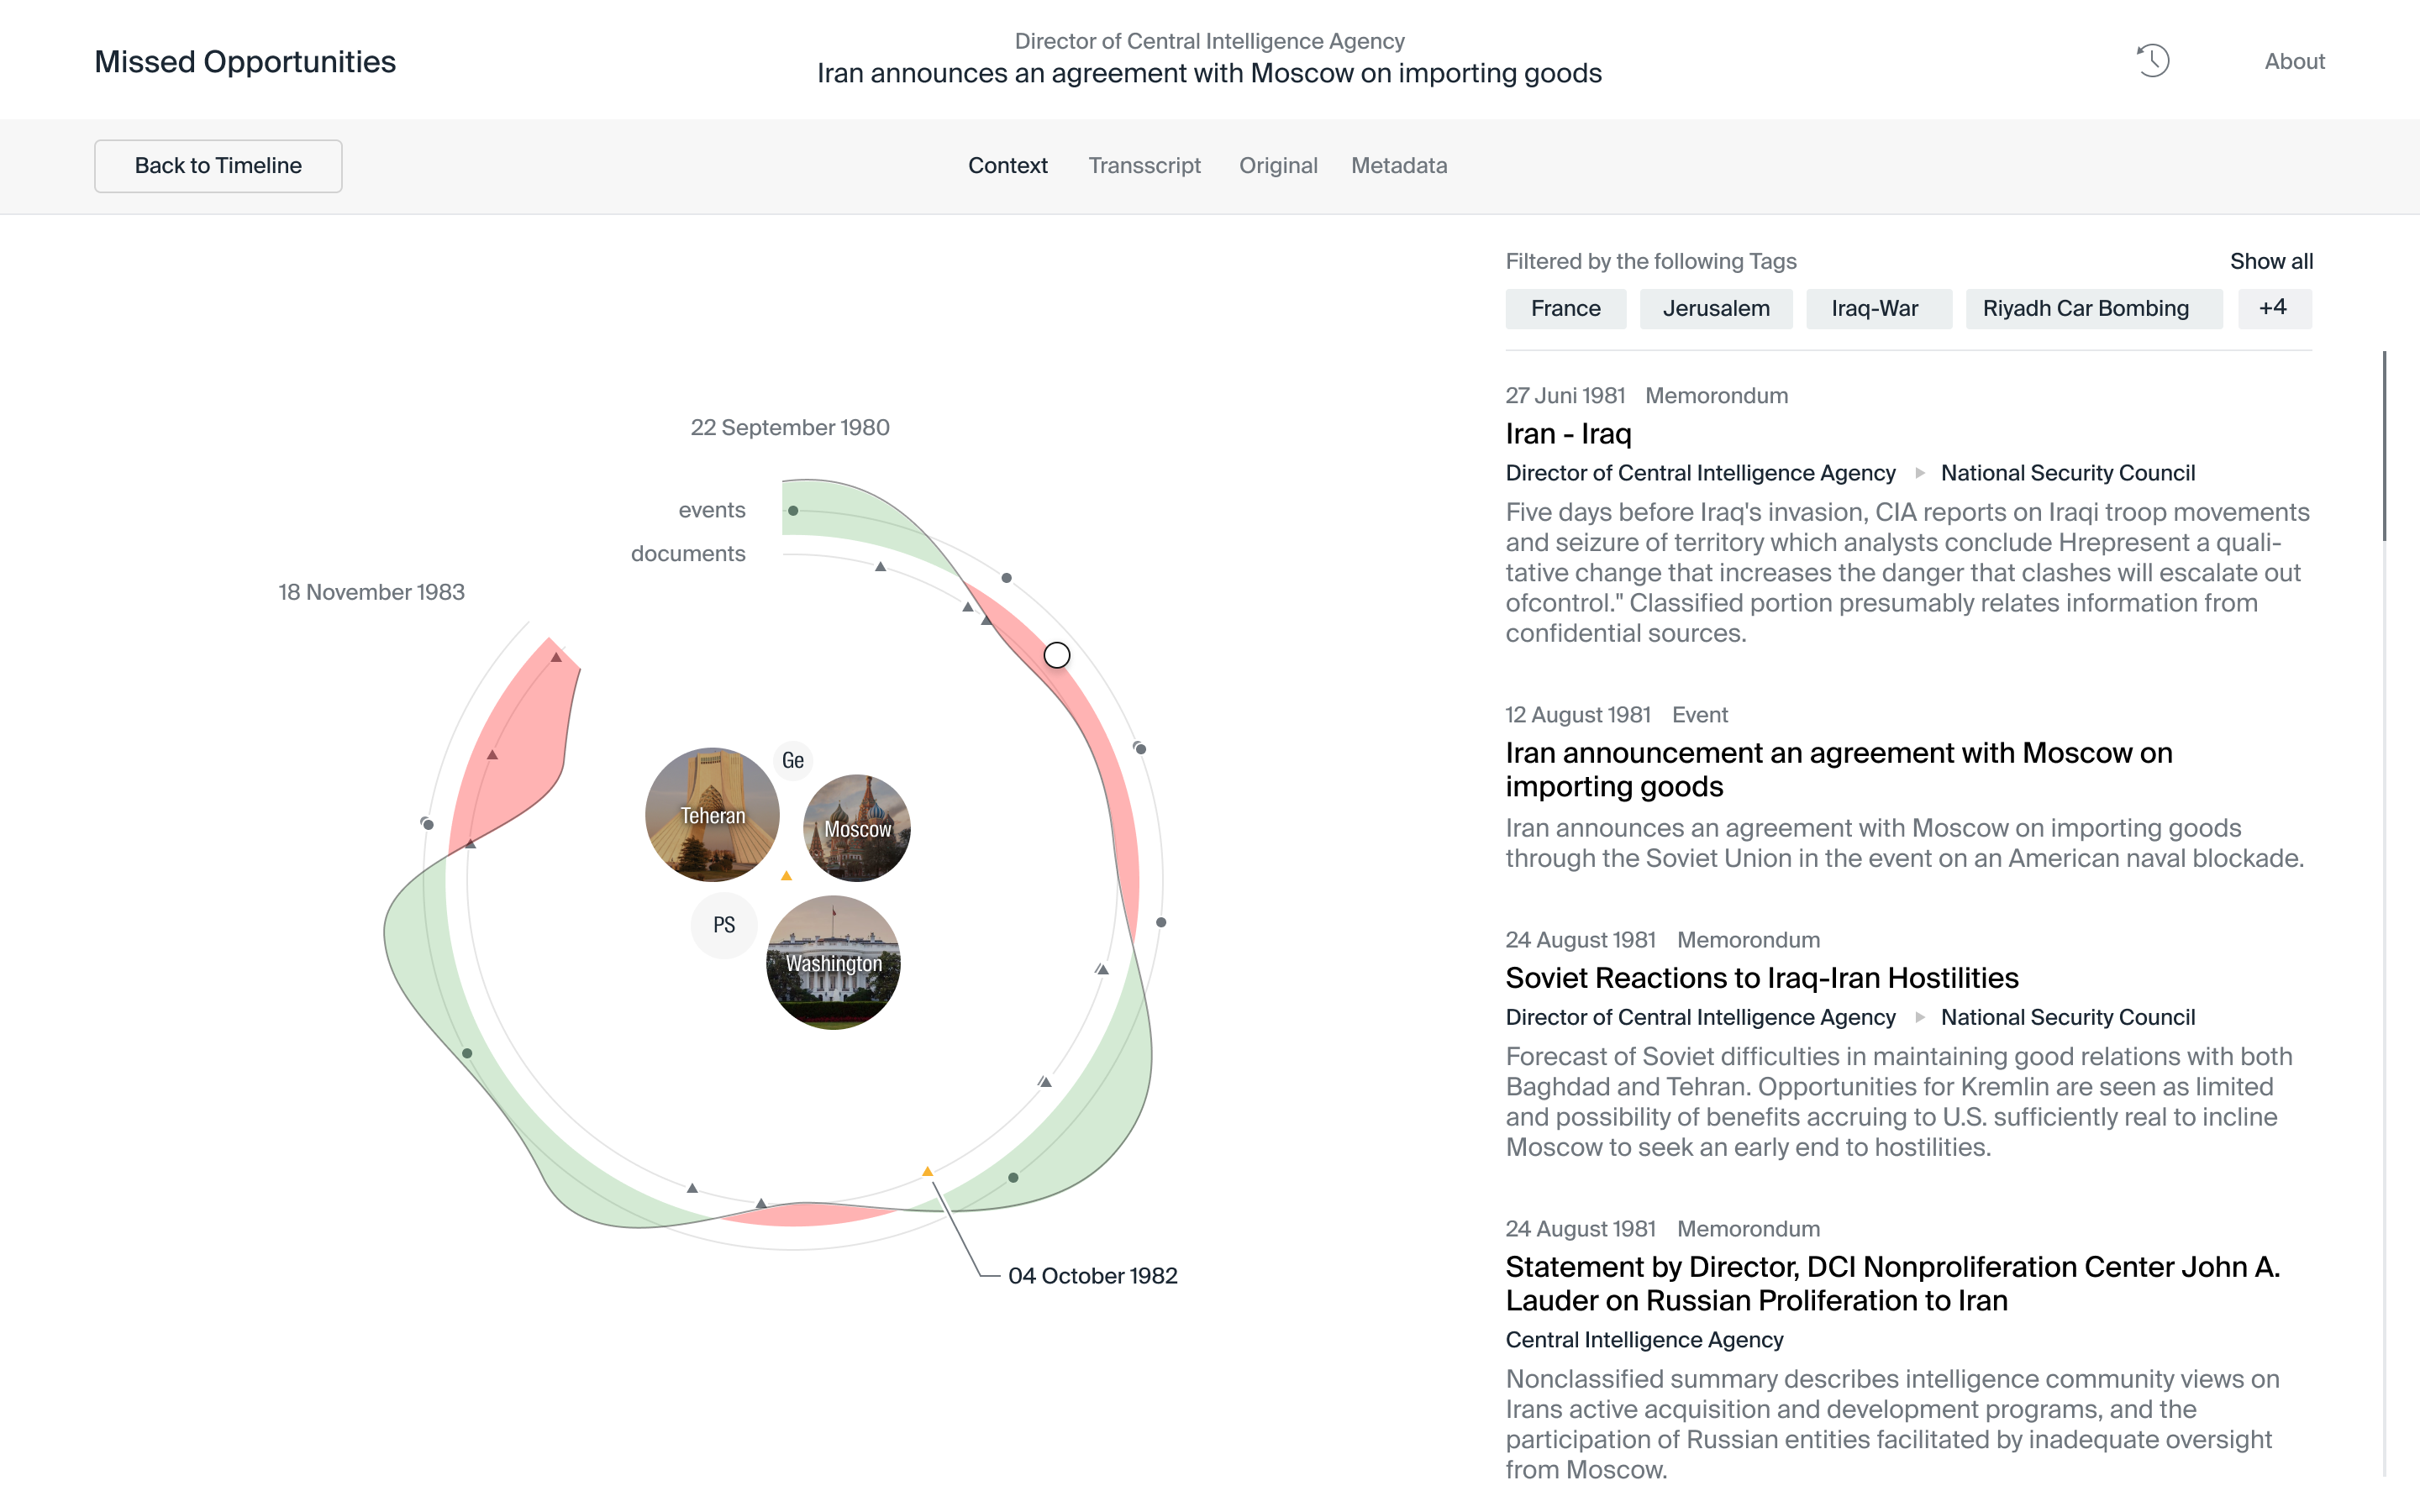 Missed Opportunities
Director of Central Intelligence Agency
Iran announces an agreement with Moscow on importing goods
About
Back to Timeline
Context
Transscript
Original
Metadata
22 September 1980
events
documents
18 November 1983
Ge
Teheran
Moscow
PS
Washington
04 October 1982
Filtered by the following Tags
Show all
France
Jerusalem
Iraq-War
Riyadh Car Bombing
+4
27 Juni 1981 Memorondum
Iran - Iraq
Director of Central Intelligence Agency National Security Council
Five days before Iraq's invasion, CIA reports on Iraqi troop movements
and seizure of territory which analysts conclude Hrepresent a quali-
tative change that increases the danger that clashes will escalate out
ofcontrol." Classified portion presumably relates information from
confidential sources.
12 August 1981 Event
Iran announcement an agreement with Moscow on
importing goods
Iran announces an agreement with Moscow on importing goods
through the Soviet Union in the event on an American naval blockade.
24 August 1981 Memorondum
Soviet Reactions to Iraq-Iran Hostilities
Director of Central Intelligence Agency National Security Council
Forecast of Soviet difficulties in maintaining good relations with both
Baghdad and Tehran. Opportunities for Kremlin are seen as limited
and possibility of benefits accruing to U.S. sufficiently real to incline
Moscow to seek an early end to hostilities.
24 August 1981 Memorondum
Statement by Director, DCI Nonproliferation Center John A.
Lauder on Russian Proliferation to Iran
Central Intelligence Agency
Nonclassified summary describes intelligence community views on
Irans active acquisition and development programs, and the
participation of Russian entities facilitated by inadequate oversight
from Moscow.